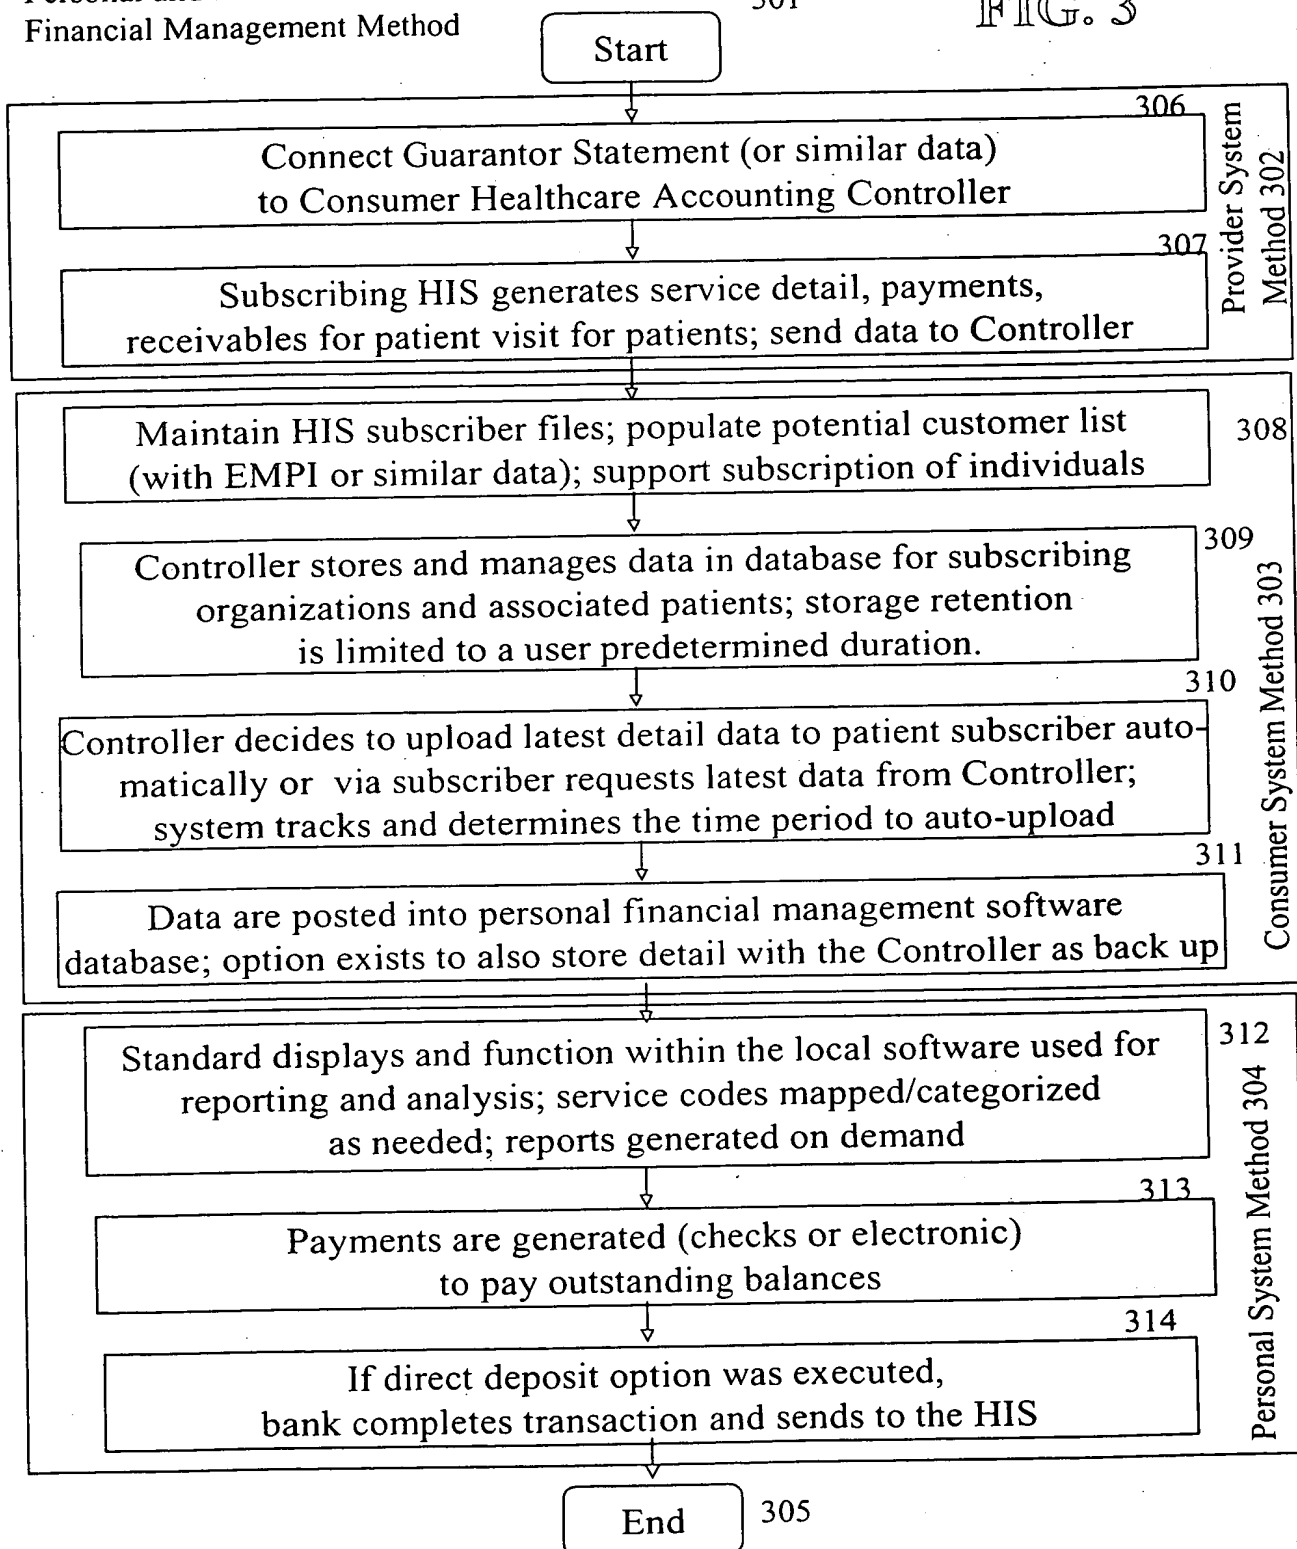 Financial Management Method
301
FIG. 3
Start
306
Connect Guarantor Statement (or similar data)
to Consumer Healthcare Accounting Controller
307
Subscribing HIS generates service detail, payments,
receivables for patient visit for patients; send data to Controller
Provider System
Method 302
Maintain HIS subscriber files; populate potential customer list
(with EMPI or similar data); support subscription of individuals
308
Controller stores and manages data in database for subscribing
organizations and associated patients; storage retention
is limited to a user predetermined duration.
309
310
Controller decides to upload latest detail data to patient subscriber auto-
matically or via subscriber requests latest data from Controller;
system tracks and determines the time period to auto-upload
311
Data are posted into personal financial management software
database; option exists to also store detail with the Controller as back up
Consumer System Method 303
Standard displays and function within the local software used for
reporting and analysis; service codes mapped/categorized
as needed; reports generated on demand
312
313
Payments are generated (checks or electronic)
to pay outstanding balances
314
If direct deposit option was executed,
bank completes transaction and sends to the HIS
Personal System Method 304
End
305